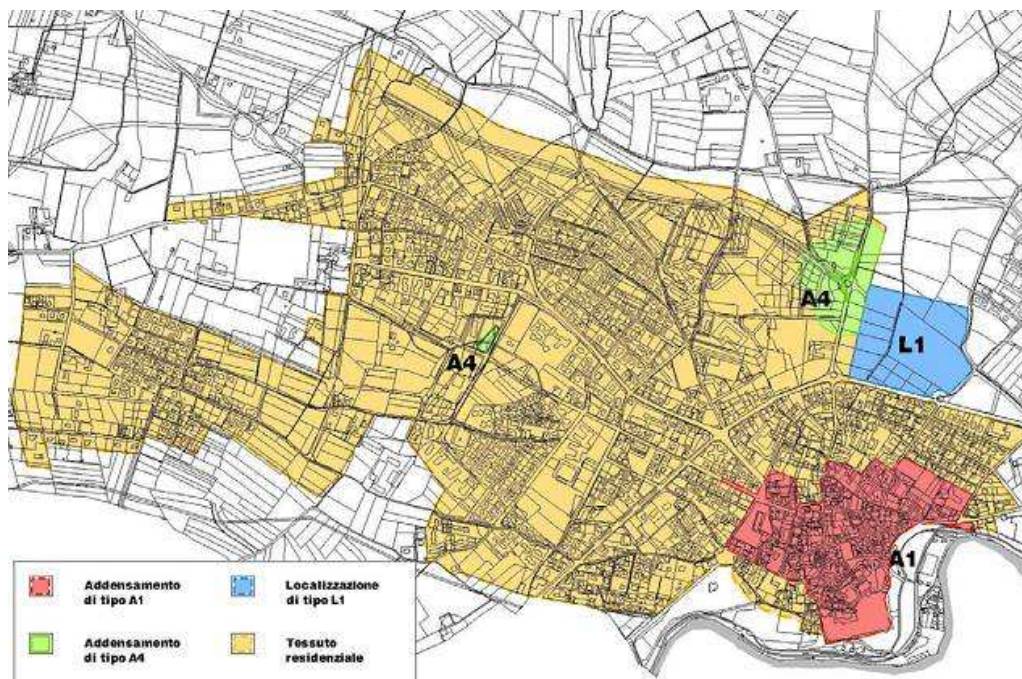 A4
L1
A4
A1
Addensamento
di tipo A1
Localizzazione
di tipo L1
Addensamento
di tipo A4
Tessuto
residenziale